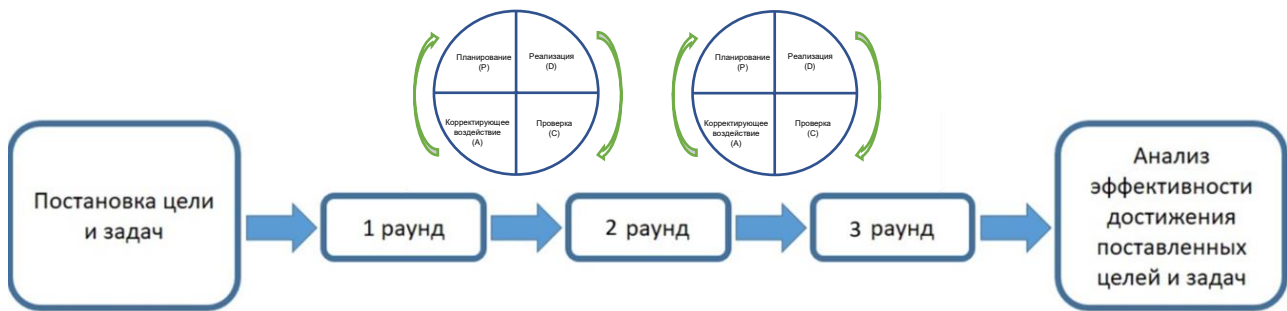 Планирование
(P)
Реализация
(D)
Корректирующее
воздействие
(A)
Проверка
(C)
Планирование
(P)
Реализация
(D)
Корректирующее
воздействие
(A)
Проверка
(C)
Постановка цели
и задач
1 раунд
2 раунд
3 раунд
Анализ
эффективности
достижения
поставленных
целей и задач